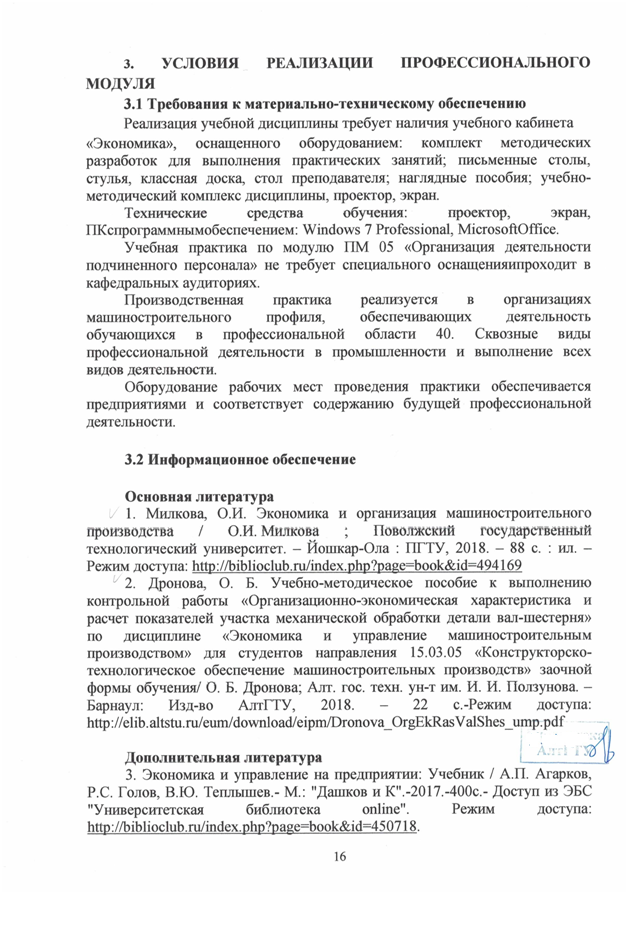 3. УСЛОВИЯ РЕАЛИЗАЦИИ ПРОФЕССИОНАЛЬНОГО
МОДУЛЯ
3.1 Требования к материально-техническому обеспечению
Реализация учебной дисциплины требует наличия учебного кабинета
«Экономика», оснащенного оборудованием: комплект методических
разработок для выполнения практических занятий; письменные столы,
стулья, классная доска, стол преподавателя; наглядные пособия; учебно-
методический комплекс дисциплины, проектор, экран.
Технические средства обучения: проектор, экран,
ПКспрограммнымобеспечением: Windows 7 Professional, MicrosoftOffice.
Учебная практика по модулю ПМ 05 «Организация деятельности
подчиненного персонала» не требует специального оснащенияипроходит в
кафедральных аудиториях.
Производственная практика реализуется в организациях
машиностроительного профиля, обеспечивающих деятельность
обучающихся в профессиональной области 40. Сквозные виды
профессиональной деятельности в промышленности и выполнение всех
видов деятельности.
Оборудование рабочих мест проведения практики обеспечивается
предприятиями и соответствует содержанию будущей профессиональной
деятельности.
3.2 Информационное обеспечение
Основная литература
1. Милкова, О.И. Экономика и организация машиностроительного
производства / О.И. Милкова ; Поволжский государственный
технологический университет. – Йошкар-Ола : ПГТУ, 2018. – 88 с. : ил. –
Режим доступа: http://biblioclub.ru/index.php?page=book&id=494169
2. Дронова, О. Б. Учебно-методическое пособие к выполнению
контрольной работы «Организационно-экономическая характеристика и
расчет показателей участка механической обработки детали вал-шестерня»
по дисциплине «Экономика и управление машиностроительным
производством» для студентов направления 15.03.05 «Конструкторско-
технологическое обеспечение машиностроительных производств» заочной
формы обучения/ О. Б. Дронова; Алт. гос. техн. ун-т им. И. И. Ползунова. –
Барнаул: Изд-во АлтГТУ, 2018. – 22 с.-Режим доступа:
http://elib.altstu.ru/eum/download/eipm/Dronova_OrgEkRasValShes_ump.pdf
Дополнительная литература
3. Экономика и управление на предприятии: Учебник / А.П. Агарков,
Р.С. Голов, В.Ю. Теплышев.- М.: "Дашков и К".-2017.-400с.- Доступ из ЭБС
"Университетская библиотека online". Режим доступа:
http://biblioclub.ru/index.php?page=book&id=450718.
16